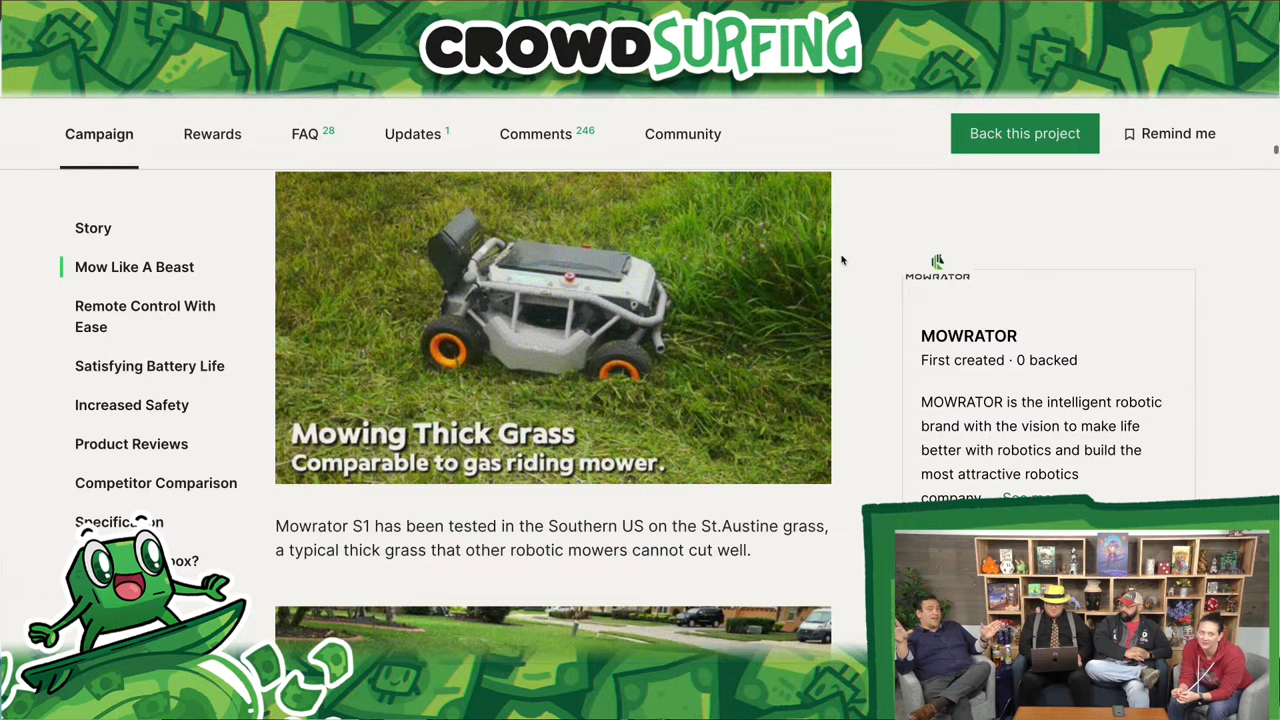 CROWDSURFING
Campaign
Rewards
FAQ 28
Updates 1
Comments 246
Community
Back this project
Remind me
Story
Mow Like A Beast
Remote Control With
Ease
Satisfying Battery Life
Increased Safety
Product Reviews
Competitor Comparison
Mowing Thick Grass
Comparable to gas riding mower.
Mowrator S1 has been tested in the Southern US on the St.Austine grass,
a typical thick grass that other robotic mowers cannot cut well.
MOWRATOR
MOWRATOR
First created · 0 backed
MOWRATOR is the intelligent robotic
brand with the vision to make life
better with robotics and build the
most attractive robotics